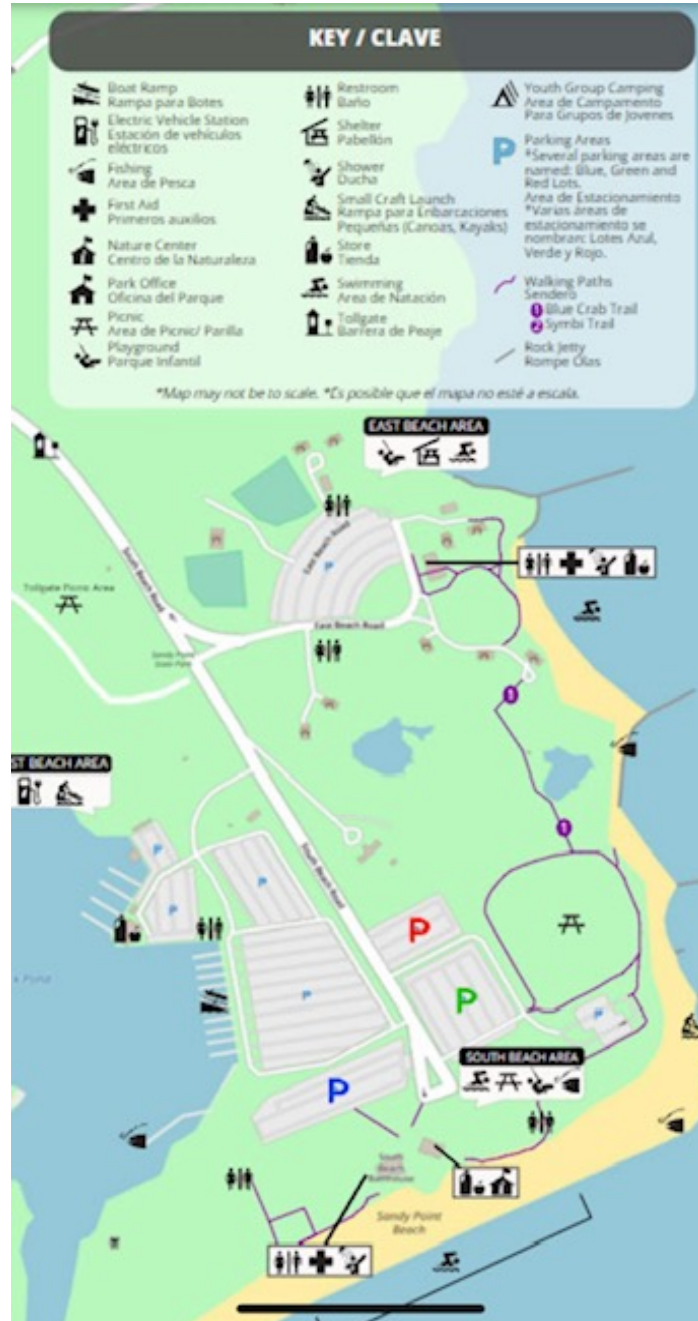 KEY / CLAVE
Boat Ramp
Rampa para Botes
Electric Vehicle Station
Estación de vehículos
eléctricos
Fishing
Area de Pesca
First Aid
Primeros auxilios
Nature Center
Centro de la Naturaleza
Park Office
Oficina del Parque
Picnic
Area de Picnic/ Parilla
Playground
Parque Infantil
Restroom
Baño
Shelter
Pabellón
Shower
Ducha
Small Craft Launch
Rampa para Enbarcaciones
Pequeñas (Canoas, Kayaks)
Store
Tienda
Swimming
Area de Natación
Tollgate
Barrera de Peaje
Youth Group Camping
Area de Campamento
Para Grupos de Jovenes
P
Parking Areas
*Several parking areas are
named: Blue, Green and
Red Lots.
Area de Estacionamiento
*Varias áreas de
estacionamiento se
nombran: Lotes Azul,
Verde y Rojo.
Walking Paths
Sendero
1 Blue Crab Trail
2 Symbi Trail
Rock Jetty
Rompe Olas
*Map may not be to scale. *Es posible que el mapa no esté a escala.
EAST BEACH AREA
South Beach Road
East Beach Road
P
Tollgate Picnic Area
East Beach Road
Sandy Point
State Park
1
ST BEACH AREA
1
South Beach Road
P
P
P
P
P
P
P
P
P
Pond
SOUTH BEACH AREA
South
Beach
Bathhouse
Sandy Point
Beach